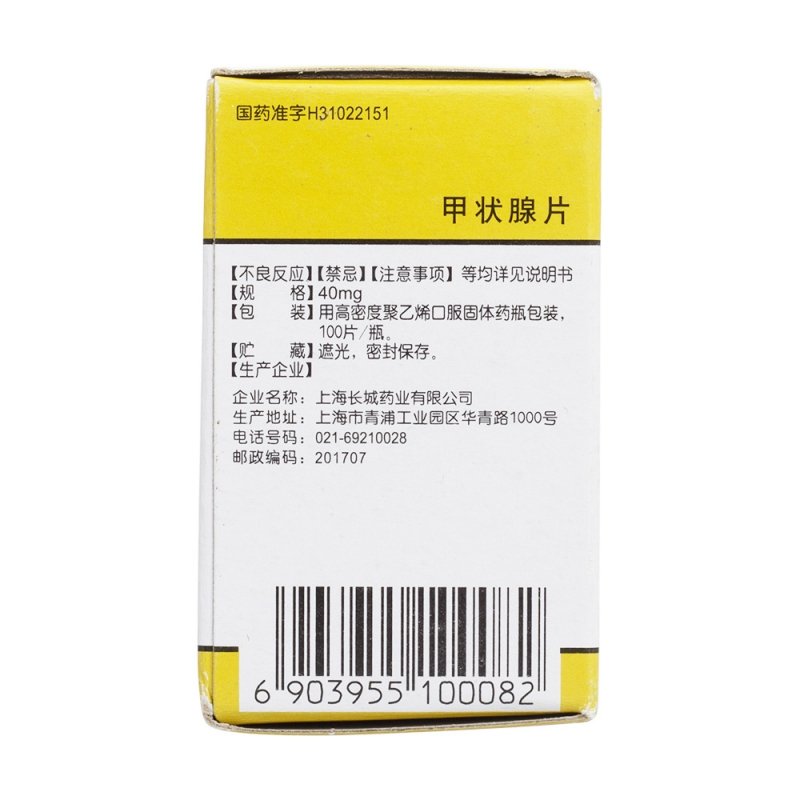 国药准字H31022151
甲状腺片
【不良反应】【禁忌】【注意事项】等均详见说明书
【规　　格】40mg
【包　　装】用高密度聚乙烯口服固体药瓶包装，
100片/瓶。
【贮　　藏】遮光，密封保存。
【生产企业】
企业名称：上海长城药业有限公司
生产地址：上海市青浦工业园区华青路1000号
电话号码：021-69210028
邮政编码：201707
6 903955 100082